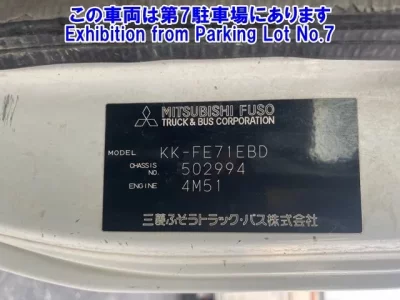 この車両は第7駐車場にあります
Exhibition from Parking Lot No.7
MITSUBISHI FUSO
TRUCK & BUS CORPORATION
MODEL KK-FE71EBD
CHASSIS NO. 502994
ENGINE 4M51
三菱ふそうトラック・バス株式会社